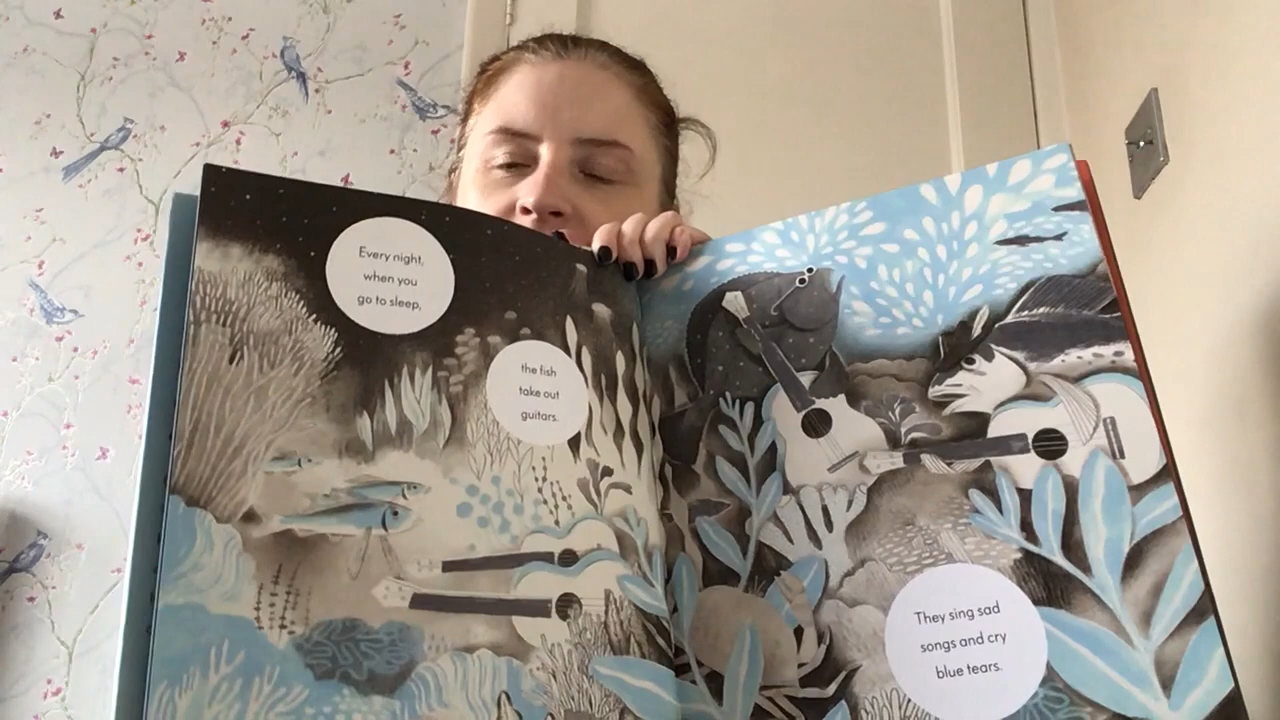 Every night,
when you
go to sleep,
the fish
take out
guitars.
They sing sad
songs and cry
blue tears.